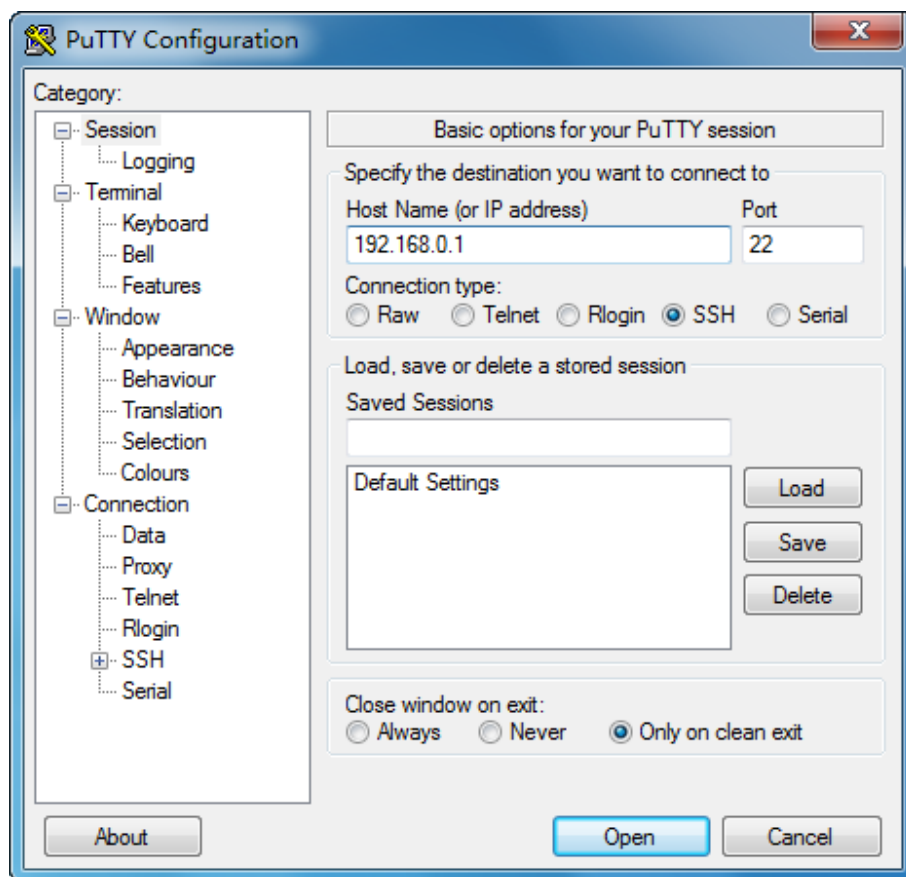 PuTTY Configuration
Category:
Session
Logging
Terminal
Keyboard
Bell
Features
Window
Appearance
Behaviour
Translation
Selection
Colours
Connection
Data
Proxy
Telnet
Rlogin
SSH
Serial
Basic options for your PuTTY session
Specify the destination you want to connect to
Host Name (or IP address) Port
192.168.0.1 22
Connection type:
Raw Telnet Rlogin SSH Serial
Load, save or delete a stored session
Saved Sessions
Default Settings
Load
Save
Delete
Close window on exit:
Always Never Only on clean exit
About Open Cancel